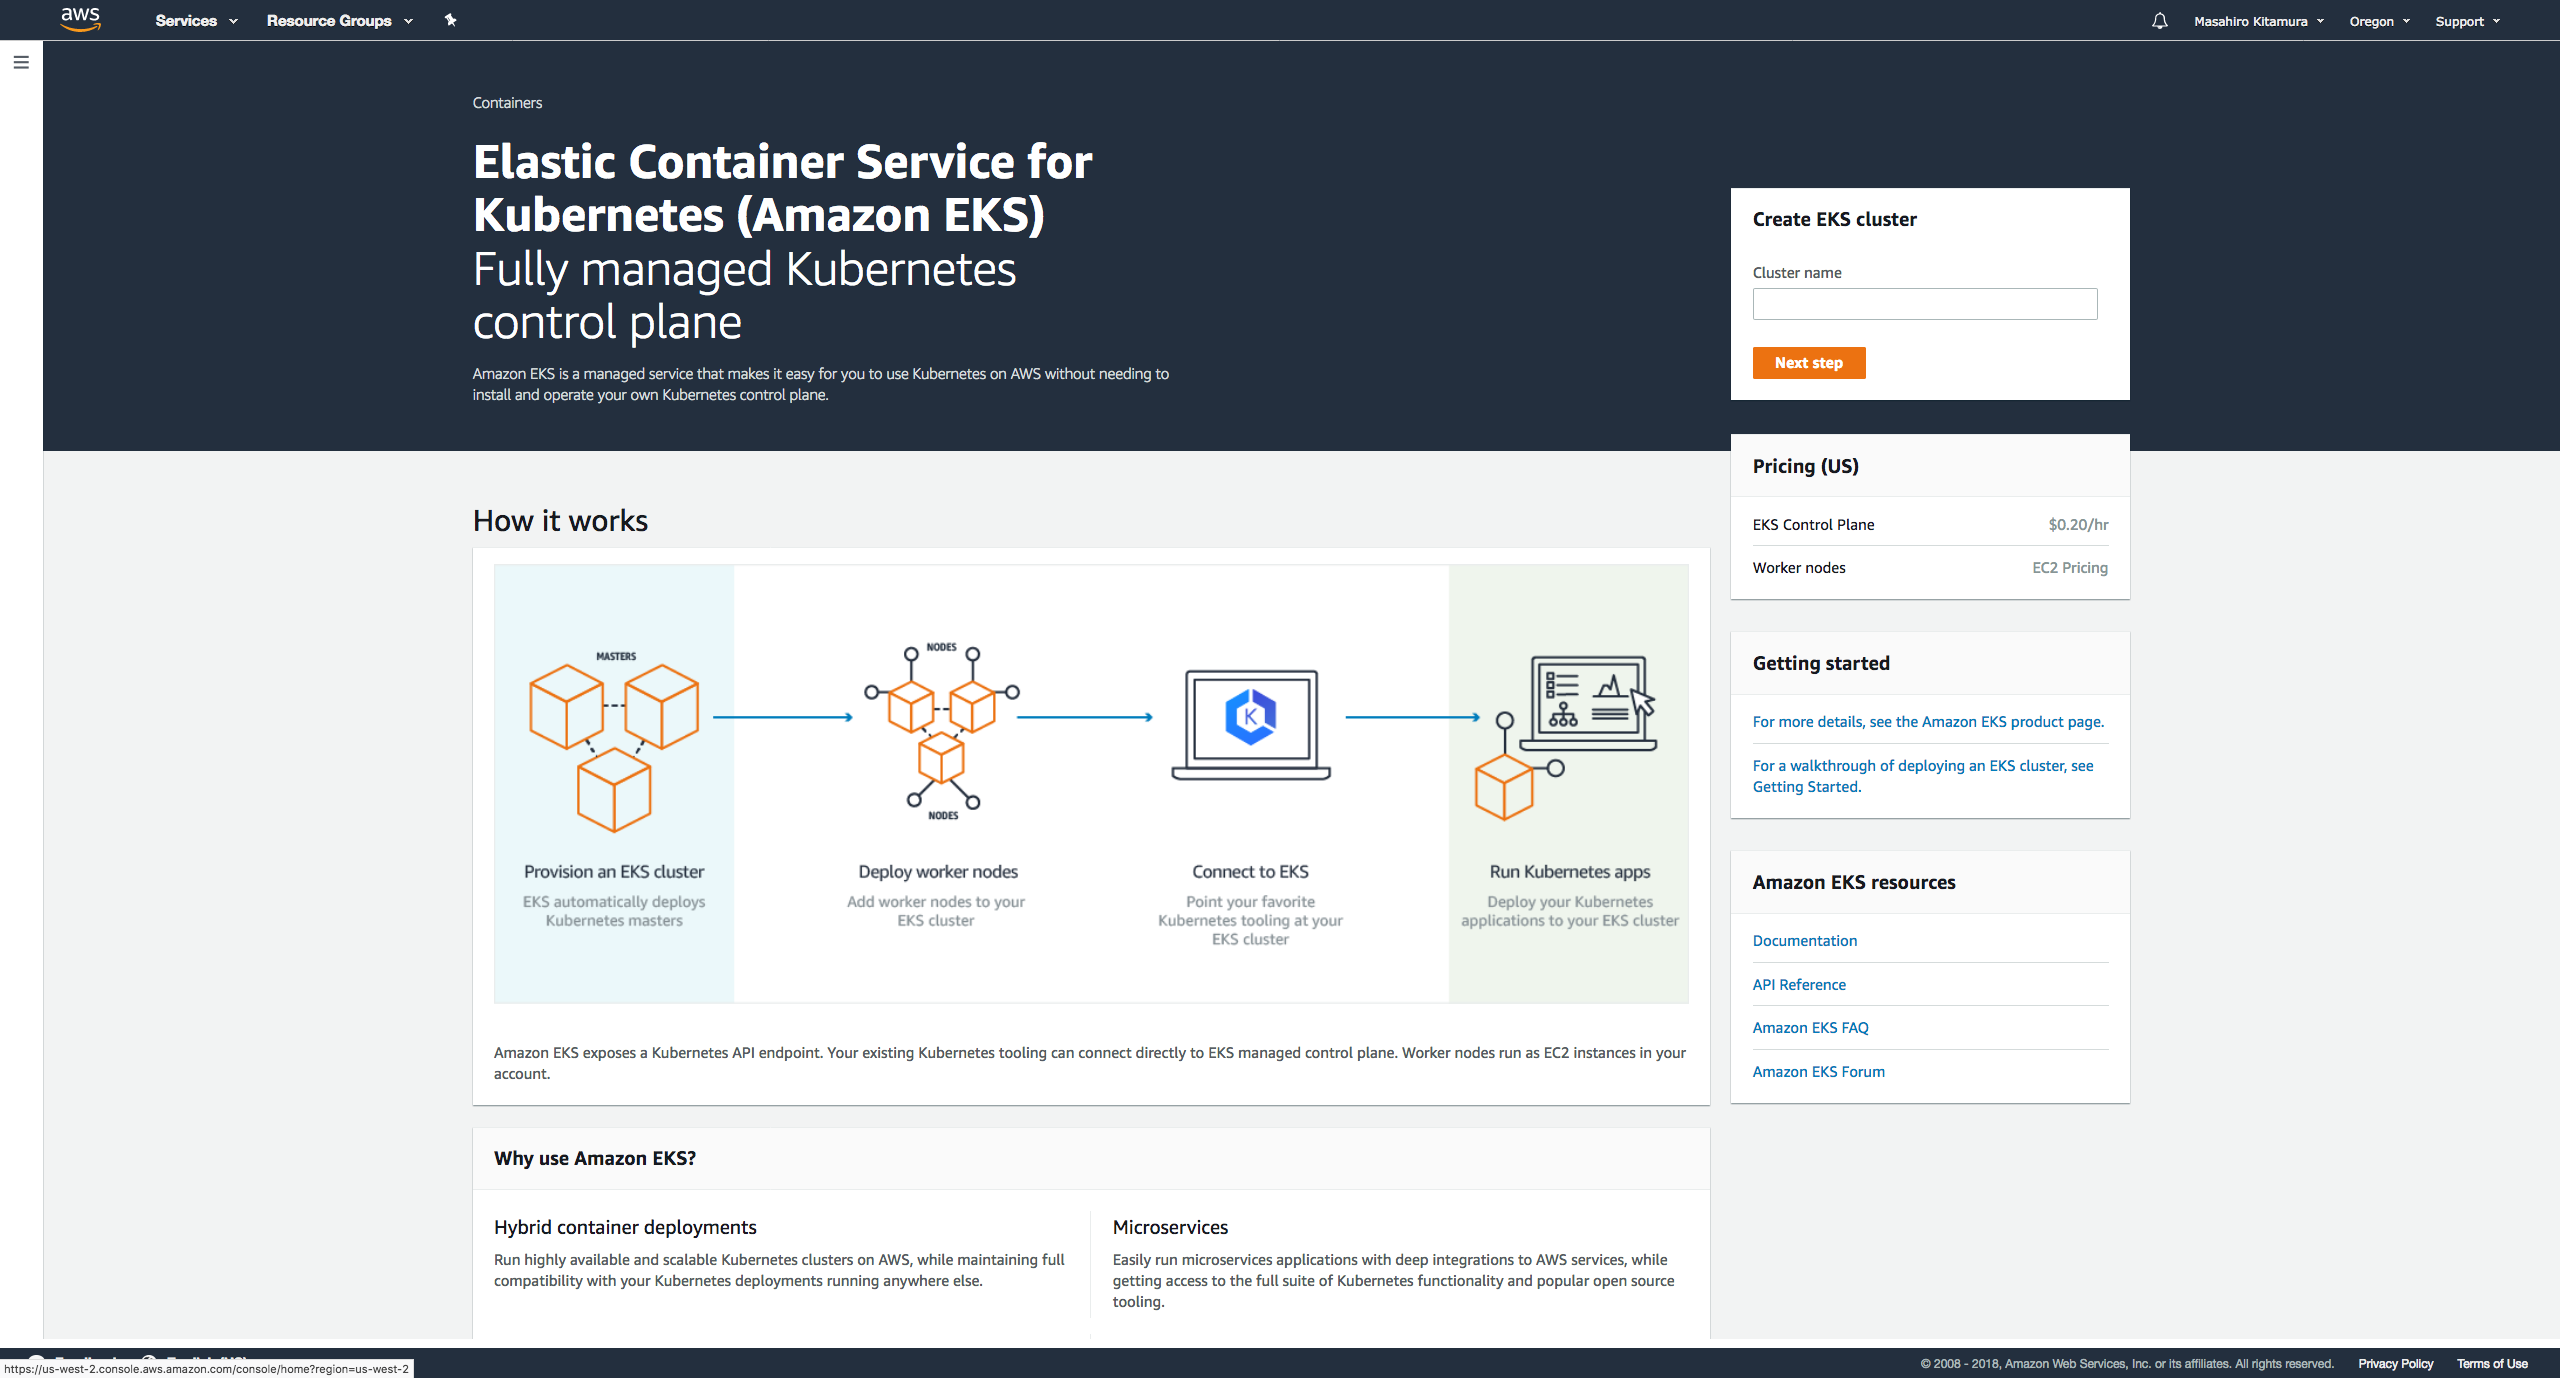 aws
Services
Resource Groups
Masahiro Kitamura
Oregon
Support
Containers
Elastic Container Service for
Kubernetes (Amazon EKS)
Fully managed Kubernetes
control plane
Amazon EKS is a managed service that makes it easy for you to use Kubernetes on AWS without needing to
install and operate your own Kubernetes control plane.
Create EKS cluster
Cluster name
Next step
Pricing (US)
EKS Control Plane $0.20/hr
Worker nodes EC2 Pricing
Getting started
For more details, see the Amazon EKS product page.
For a walkthrough of deploying an EKS cluster, see
Getting Started.
Amazon EKS resources
Documentation
API Reference
Amazon EKS FAQ
Amazon EKS Forum
How it works
MASTERS
NODES
NODES
K
Provision an EKS cluster
EKS automatically deploys
Kubernetes masters
Deploy worker nodes
Add worker nodes to your
EKS cluster
Connect to EKS
Point your favorite
Kubernetes tooling at your
EKS cluster
Run Kubernetes apps
Deploy your Kubernetes
applications to your EKS cluster
Amazon EKS exposes a Kubernetes API endpoint. Your existing Kubernetes tooling can connect directly to EKS managed control plane. Worker nodes run as EC2 instances in your
account.
Why use Amazon EKS?
Hybrid container deployments
Run highly available and scalable Kubernetes clusters on AWS, while maintaining full
compatibility with your Kubernetes deployments running anywhere else.
Microservices
Easily run microservices applications with deep integrations to AWS services, while
getting access to the full suite of Kubernetes functionality and popular open source
tooling.
https://us-west-2.console.aws.amazon.com/console/home?region=us-west-2
© 2008 - 2018, Amazon Web Services, Inc. or its affiliates. All rights reserved.
Privacy Policy
Terms of Use